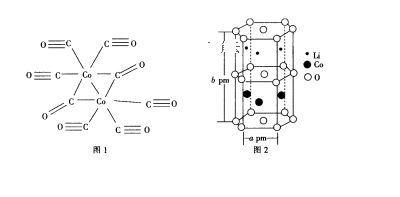 O≡C C≡O
O≡C Co C=O
Co
O=C C≡O
O≡C C≡O
图 1
b pm
a pm
Li
Co
O
图 2